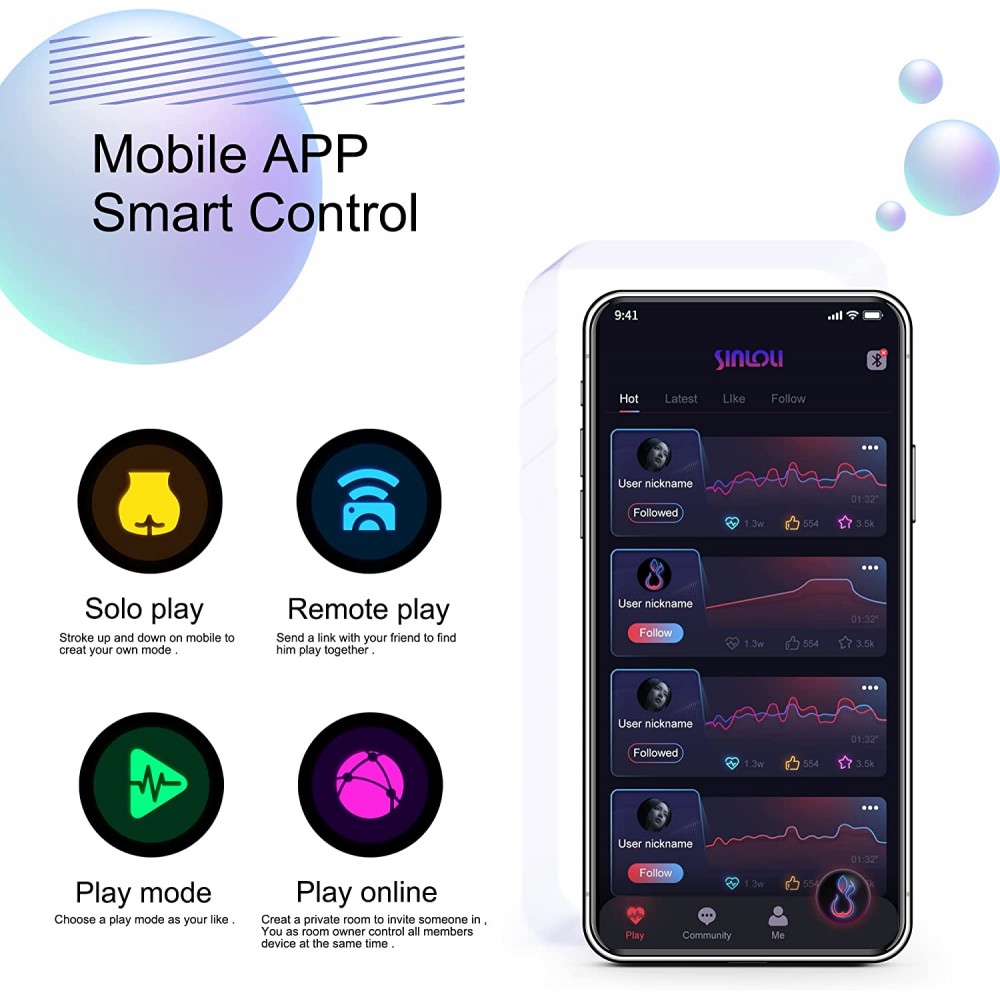 Mobile APP
Smart Control
Solo play
Stroke up and down on mobile to
creat your own mode .
Remote play
Send a link with your friend to find
him play together .
Play mode
Choose a play mode as your like .
Play online
Creat a private room to invite someone in ,
You as room owner control all members
device at the same time .
9:41
SINLOLI
Hot Latest LIke Follow
User nickname
Followed
01:32"
1.3w 554 3.5k
User nickname
Follow
01:32"
1.3w 554 3.5k
User nickname
Followed
01:32"
1.3w 554 3.5k
User nickname
Follow
01:32"
1.3w 554 k
Play Community Me